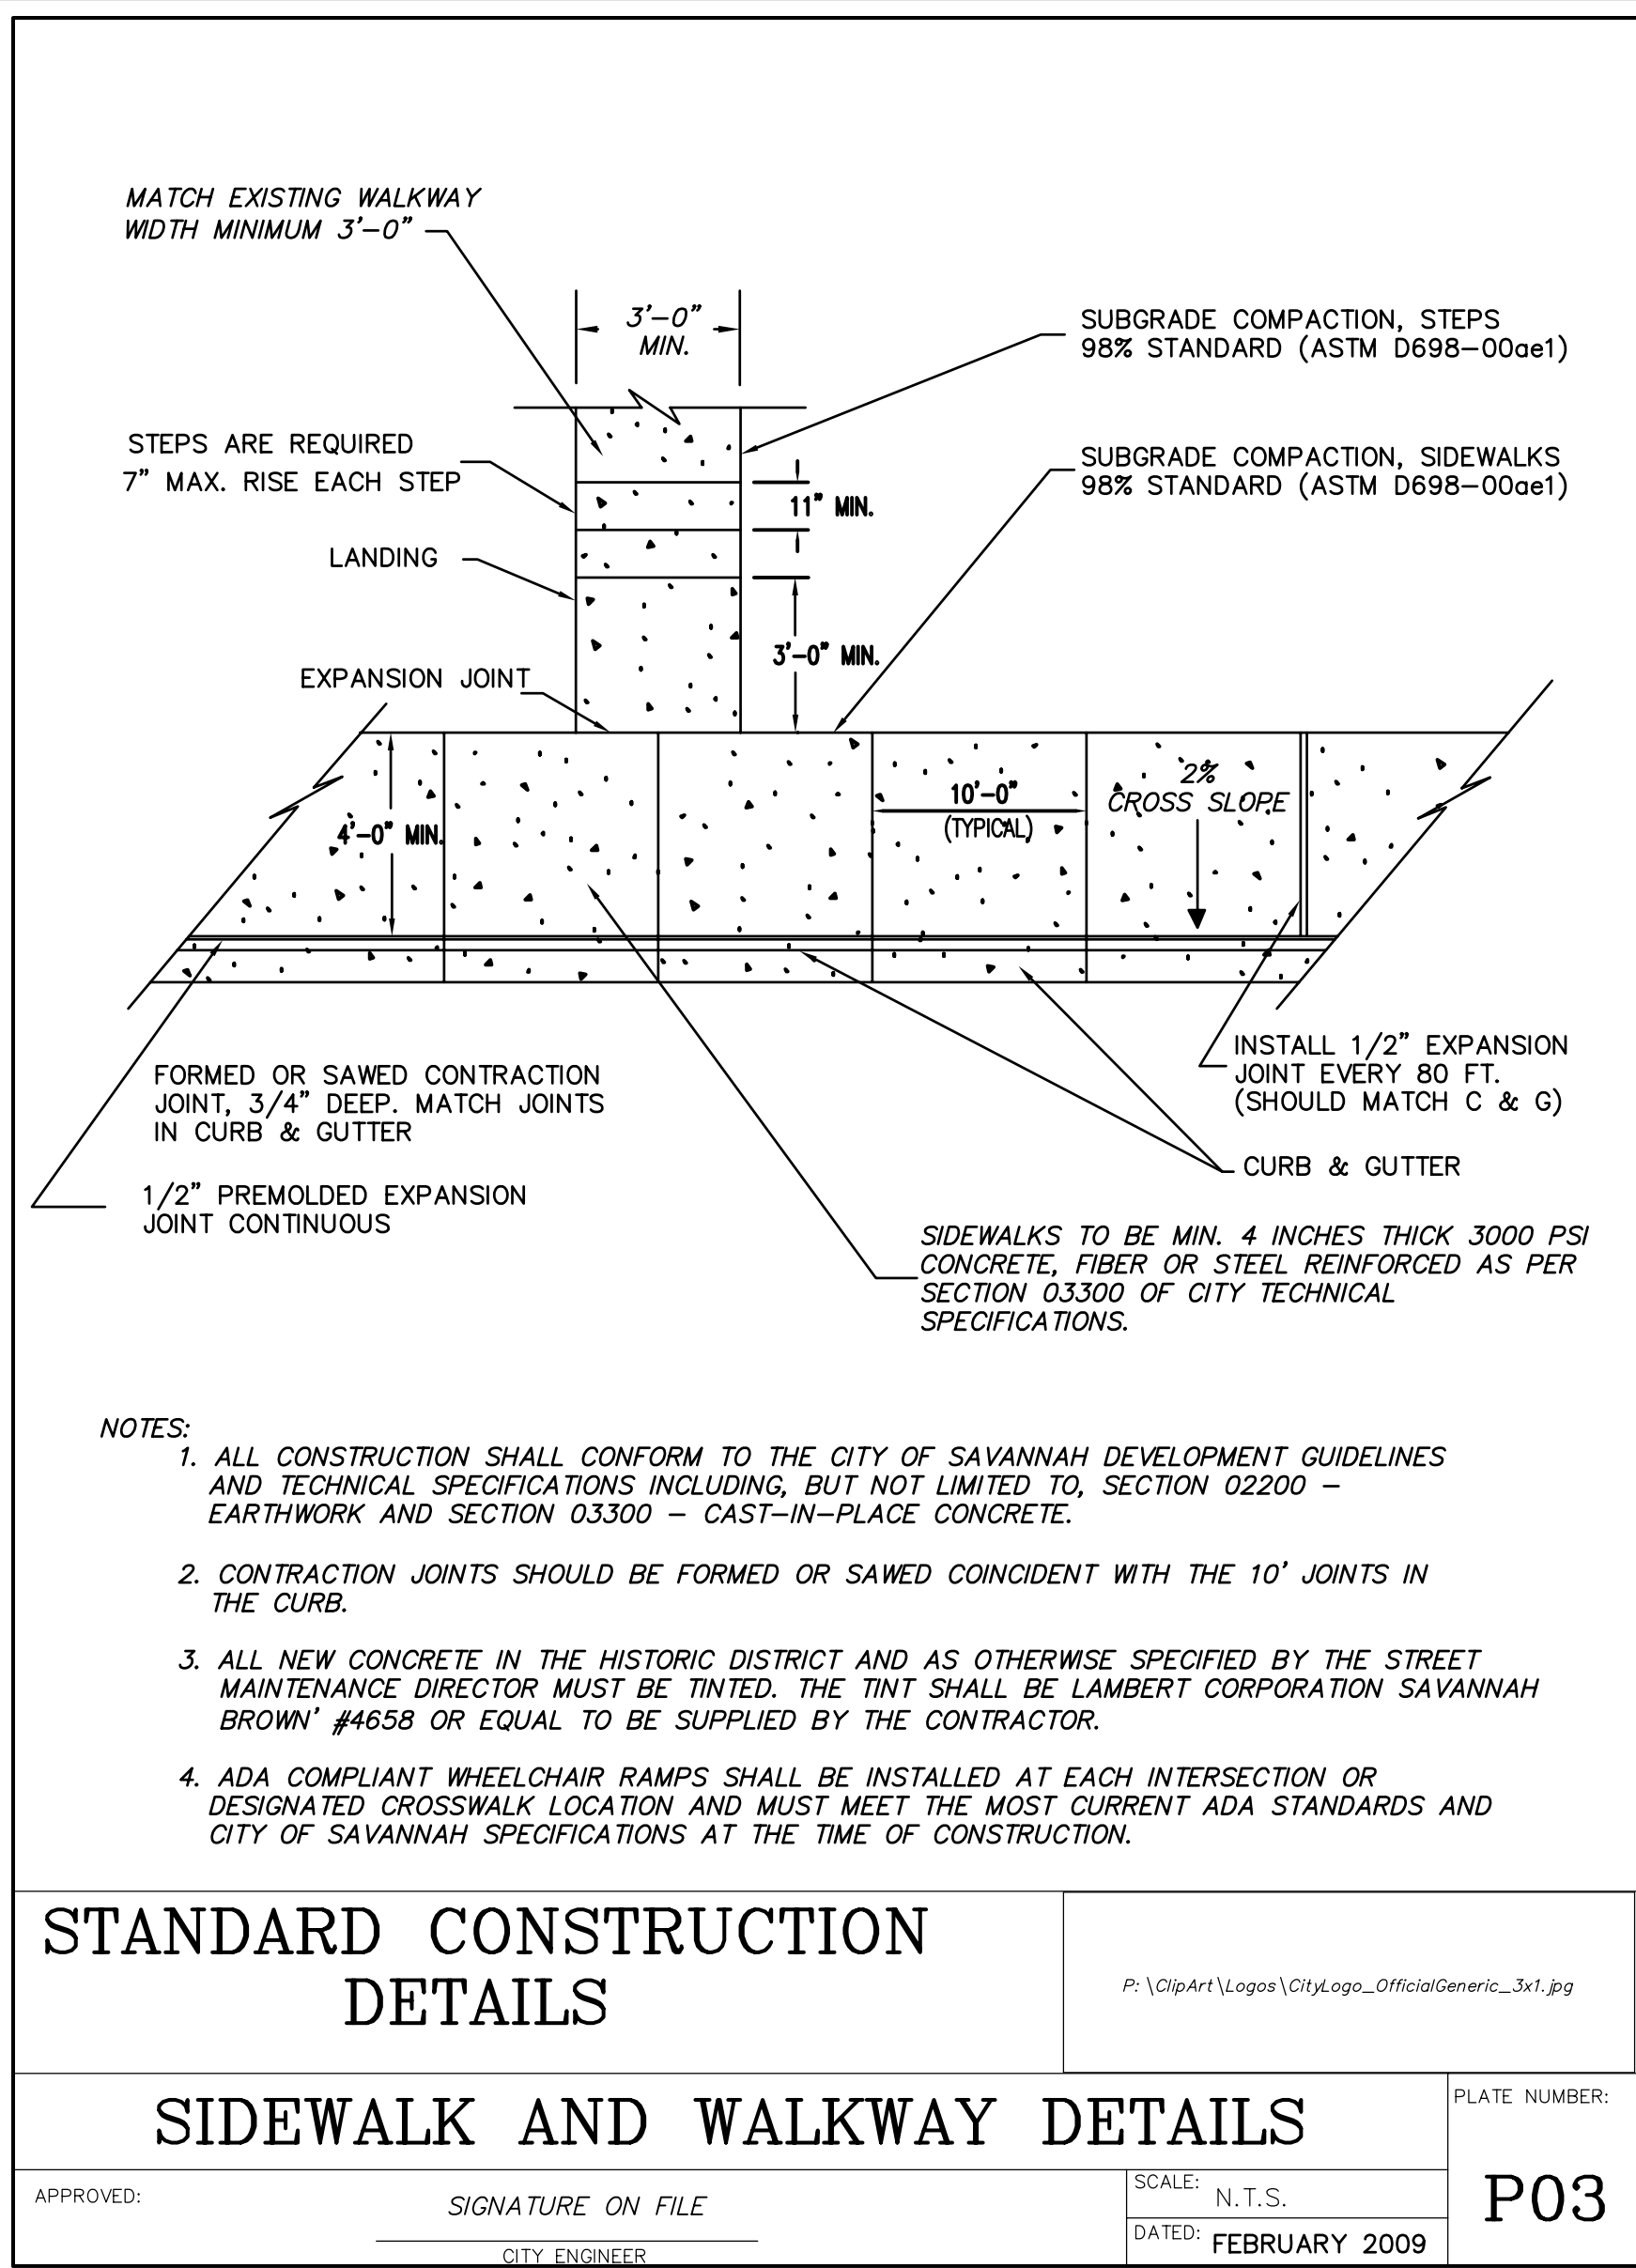 MATCH EXISTING WALKWAY
WIDTH MINIMUM 3'-0"
3'-0"
MIN.
SUBGRADE COMPACTION, STEPS
98% STANDARD (ASTM D698-00ae1)
STEPS ARE REQUIRED
7" MAX. RISE EACH STEP
SUBGRADE COMPACTION, SIDEWALKS
98% STANDARD (ASTM D698-00ae1)
11" MIN.
LANDING
3'-0" MIN.
EXPANSION JOINT
4'-0" MIN.
10'-0"
(TYPICAL)
2%
CROSS SLOPE
FORMED OR SAWED CONTRACTION
JOINT, 3/4" DEEP. MATCH JOINTS
IN CURB & GUTTER
INSTALL 1/2" EXPANSION
JOINT EVERY 80 FT.
(SHOULD MATCH C & G)
CURB & GUTTER
1/2" PREMOLDED EXPANSION
JOINT CONTINUOUS
SIDEWALKS TO BE MIN. 4 INCHES THICK 3000 PSI
CONCRETE, FIBER OR STEEL REINFORCED AS PER
SECTION 03300 OF CITY TECHNICAL
SPECIFICATIONS.
NOTES:
1. ALL CONSTRUCTION SHALL CONFORM TO THE CITY OF SAVANNAH DEVELOPMENT GUIDELINES
AND TECHNICAL SPECIFICATIONS INCLUDING, BUT NOT LIMITED TO, SECTION 02200 -
EARTHWORK AND SECTION 03300 - CAST-IN-PLACE CONCRETE.
2. CONTRACTION JOINTS SHOULD BE FORMED OR SAWED COINCIDENT WITH THE 10' JOINTS IN
THE CURB.
3. ALL NEW CONCRETE IN THE HISTORIC DISTRICT AND AS OTHERWISE SPECIFIED BY THE STREET
MAINTENANCE DIRECTOR MUST BE TINTED. THE TINT SHALL BE LAMBERT CORPORATION SAVANNAH
BROWN' #4658 OR EQUAL TO BE SUPPLIED BY THE CONTRACTOR.
4. ADA COMPLIANT WHEELCHAIR RAMPS SHALL BE INSTALLED AT EACH INTERSECTION OR
DESIGNATED CROSSWALK LOCATION AND MUST MEET THE MOST CURRENT ADA STANDARDS AND
CITY OF SAVANNAH SPECIFICATIONS AT THE TIME OF CONSTRUCTION.
STANDARD CONSTRUCTION
DETAILS
P:\ClipArt\Logos\CityLogo_OfficialGeneric_3x1.jpg
SIDEWALK AND WALKWAY DETAILS
PLATE NUMBER:
P03
APPROVED:
SIGNATURE ON FILE
CITY ENGINEER
SCALE: N.T.S.
DATED: FEBRUARY 2009